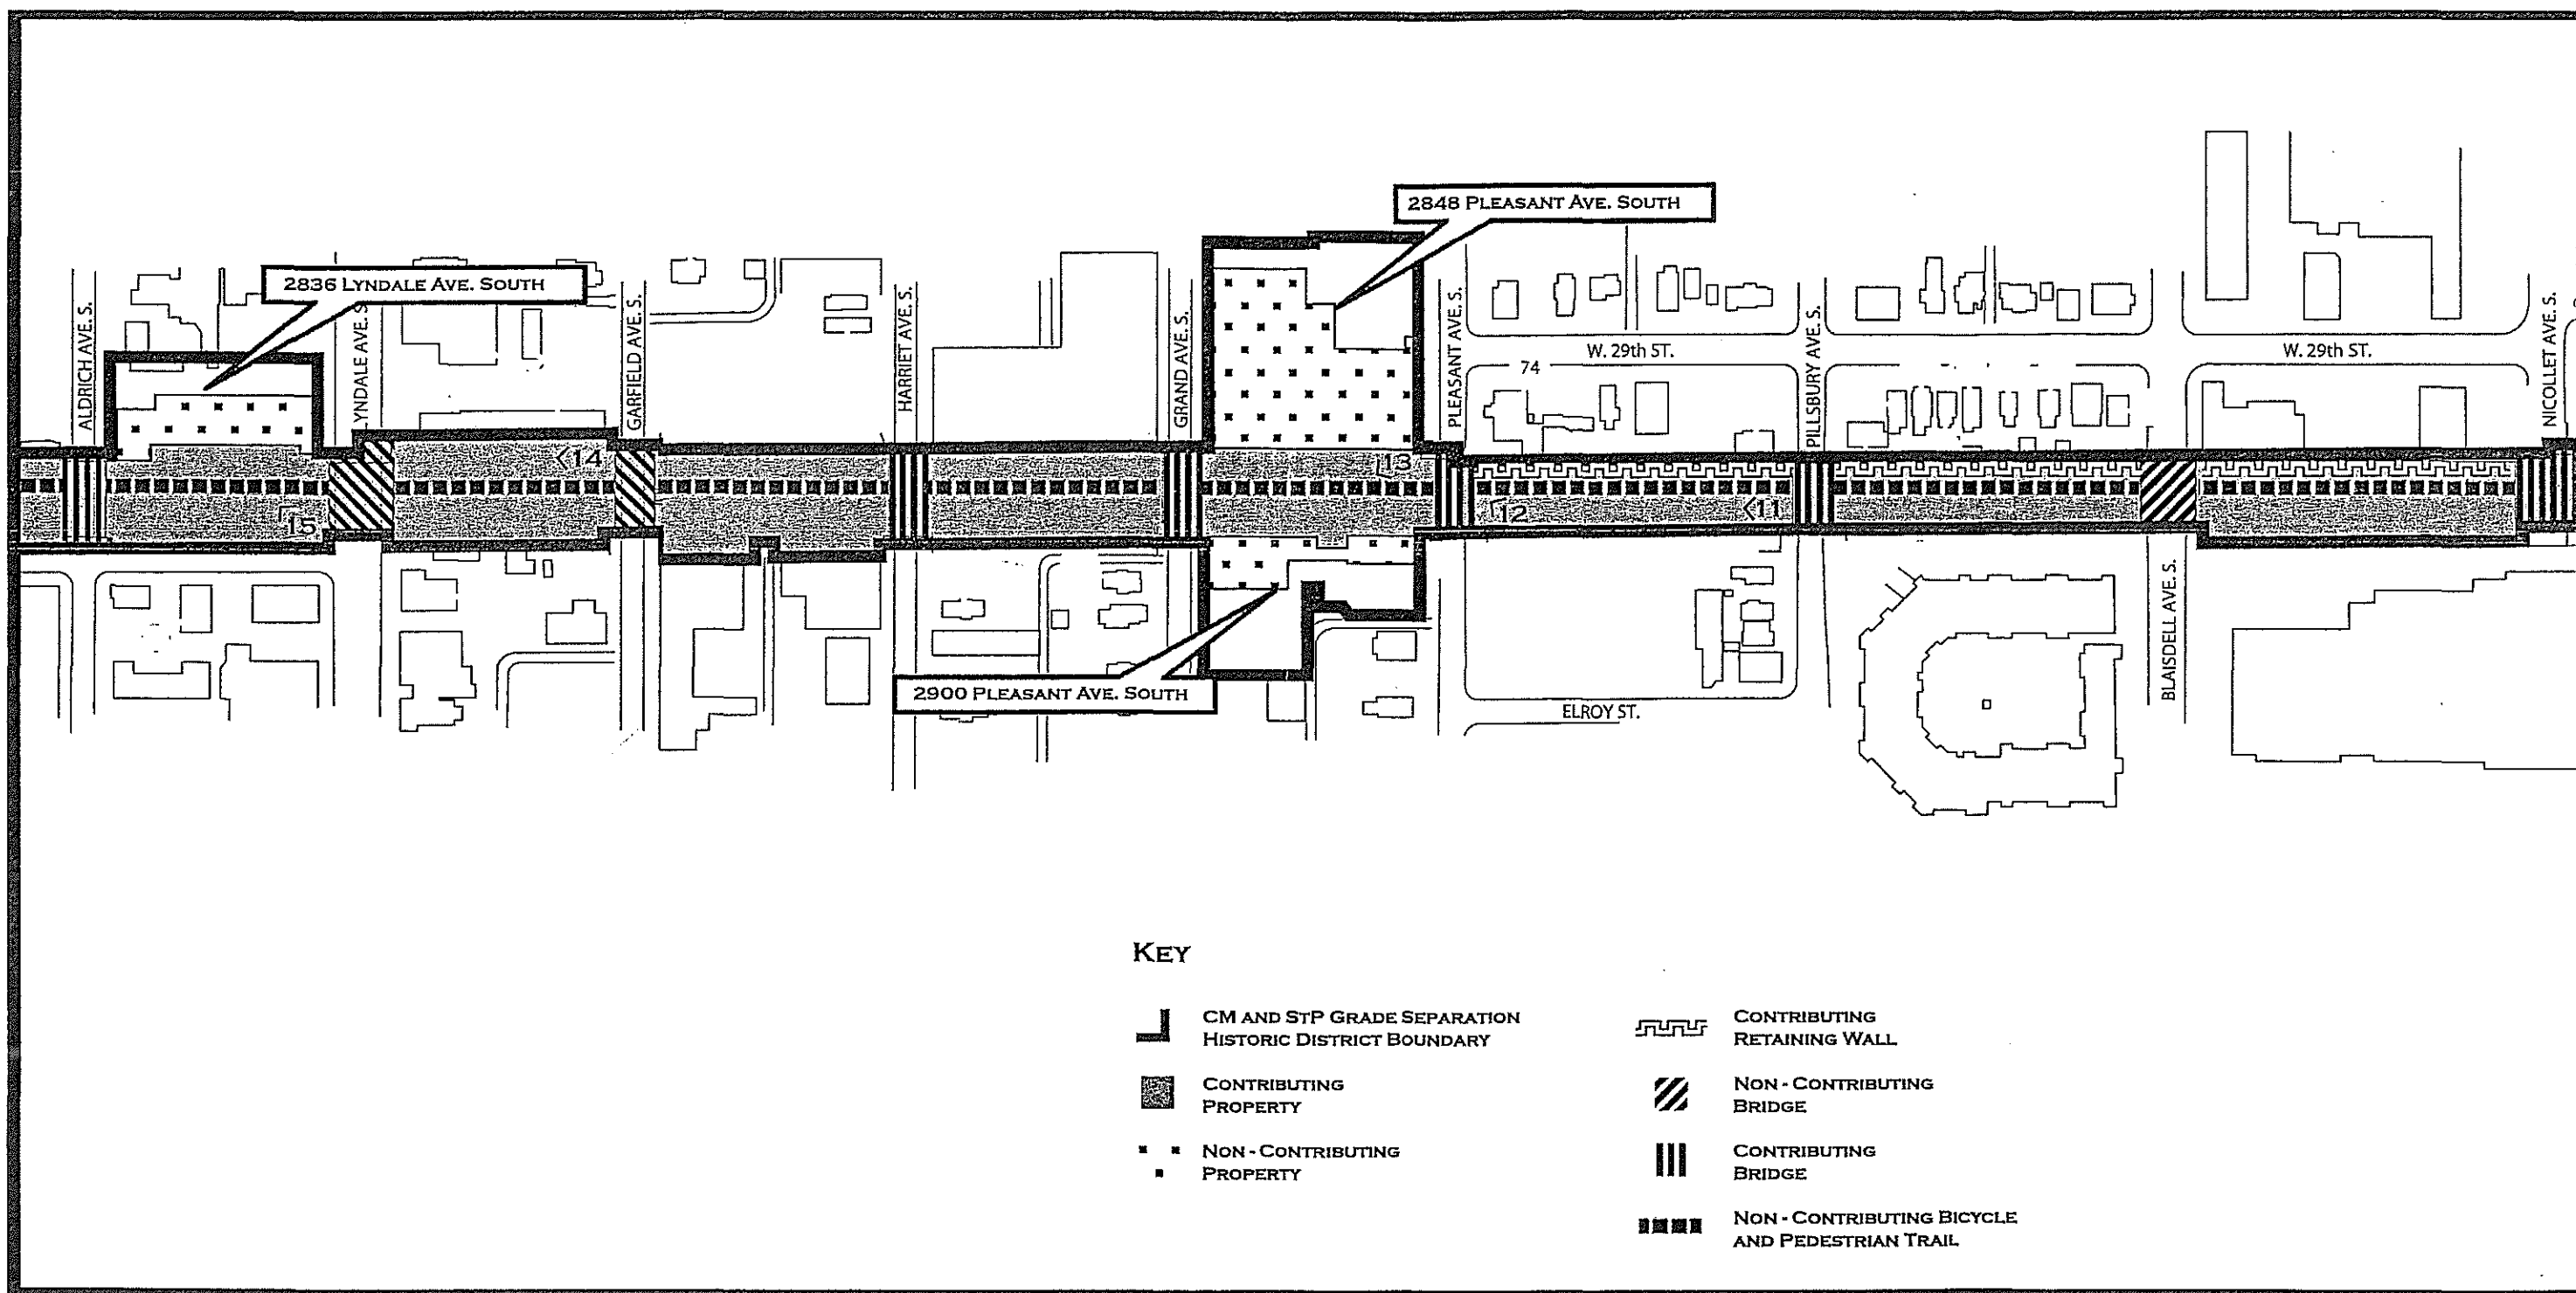 2848 PLEASANT AVE. SOUTH
2836 LYNDALE AVE. SOUTH
ALDRICH AVE. S.
LYNDALE AVE. S.
GARFIELD AVE. S.
HARRIET AVE. S.
GRAND AVE. S.
PLEASANT AVE. S.
W. 29th ST.
74
PILLSBURY AVE. S.
W. 29th ST.
NICOLLET AVE. S.
15
14
13
12
11
2900 PLEASANT AVE. SOUTH
ELROY ST.
BLAISDELL AVE. S.
KEY
CM AND STP GRADE SEPARATION
HISTORIC DISTRICT BOUNDARY
CONTRIBUTING
PROPERTY
NON-CONTRIBUTING
PROPERTY
CONTRIBUTING
RETAINING WALL
NON-CONTRIBUTING
BRIDGE
CONTRIBUTING
BRIDGE
NON-CONTRIBUTING BICYCLE
AND PEDESTRIAN TRAIL